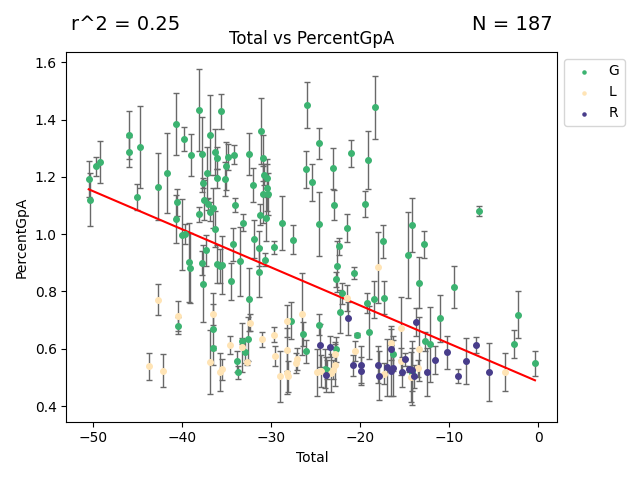 r^2 = 0.25 N = 187
Total vs PercentGpA
G
L
R
1.6
1.4
1.2
1.0
0.8
0.6
0.4
PercentGpA
−50 −40 −30 −20 −10 0
Total